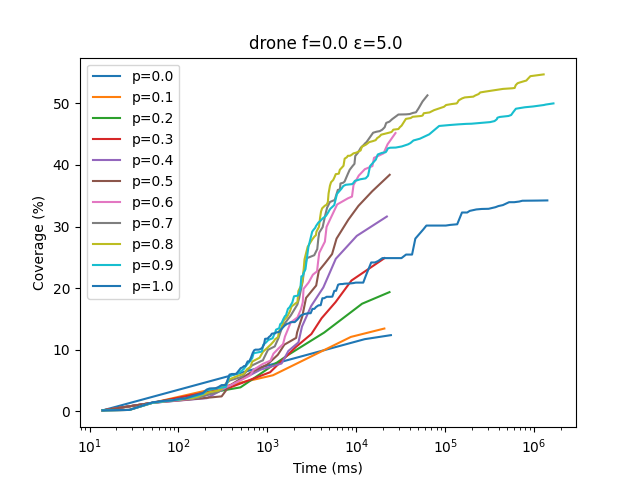 drone f=0.0 ε=5.0
p=0.0
p=0.1
p=0.2
p=0.3
p=0.4
p=0.5
p=0.6
p=0.7
p=0.8
p=0.9
p=1.0
Coverage (%)
50
40
30
20
10
0
10¹ 10² 10³ 10⁴ 10⁵ 10⁶
Time (ms)